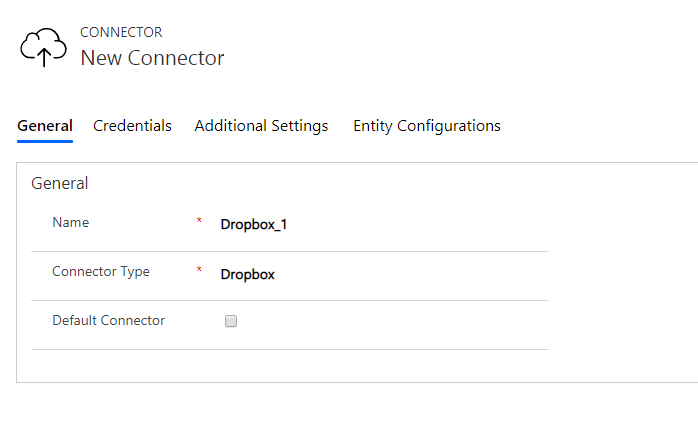 CONNECTOR
New Connector
General Credentials Additional Settings Entity Configurations
General
Name * Dropbox_1
Connector Type * Dropbox
Default Connector